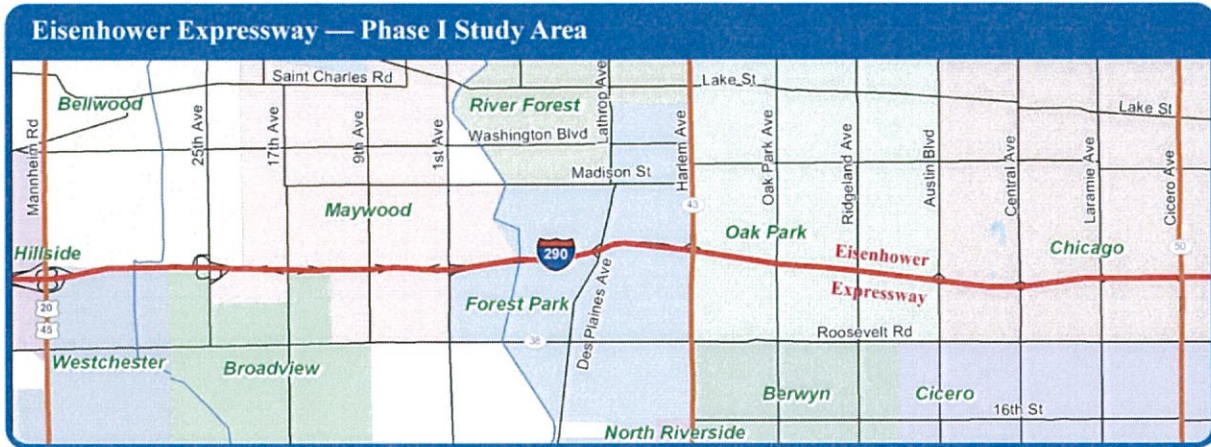 Eisenhower Expressway — Phase I Study Area
Saint Charles Rd
Lake St
Bellwood
River Forest
Lake St
Washington Blvd
Mannheim Rd
25th Ave
17th Ave
9th Ave
1st Ave
Lathrop Ave
Harlem Ave
Oak Park Ave
Ridgeland Ave
Austin Blvd
Central Ave
Laramie Ave
Cicero Ave
Madison St
Maywood
43
Oak Park
Hillside
290
Eisenhower
Chicago
50
Expressway
20
45
Forest Park
Des Plaines Ave
Roosevelt Rd
38
Westchester
Broadview
Berwyn
Cicero
16th St
North Riverside